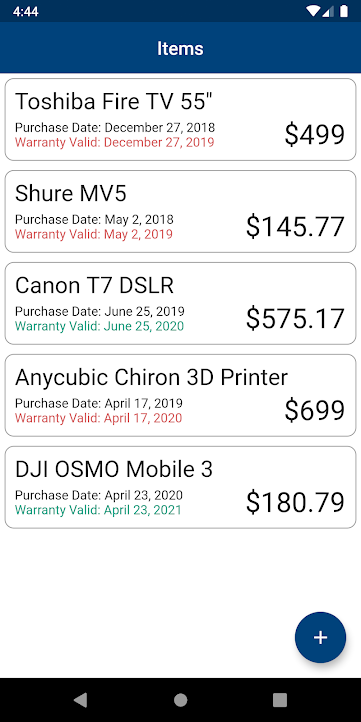 4:44
Items
Toshiba Fire TV 55"
Purchase Date: December 27, 2018
Warranty Valid: December 27, 2019
$499
Shure MV5
Purchase Date: May 2, 2018
Warranty Valid: May 2, 2019
$145.77
Canon T7 DSLR
Purchase Date: June 25, 2019
Warranty Valid: June 25, 2020
$575.17
Anycubic Chiron 3D Printer
Purchase Date: April 17, 2019
Warranty Valid: April 17, 2020
$699
DJI OSMO Mobile 3
Purchase Date: April 23, 2020
Warranty Valid: April 23, 2021
$180.79
+